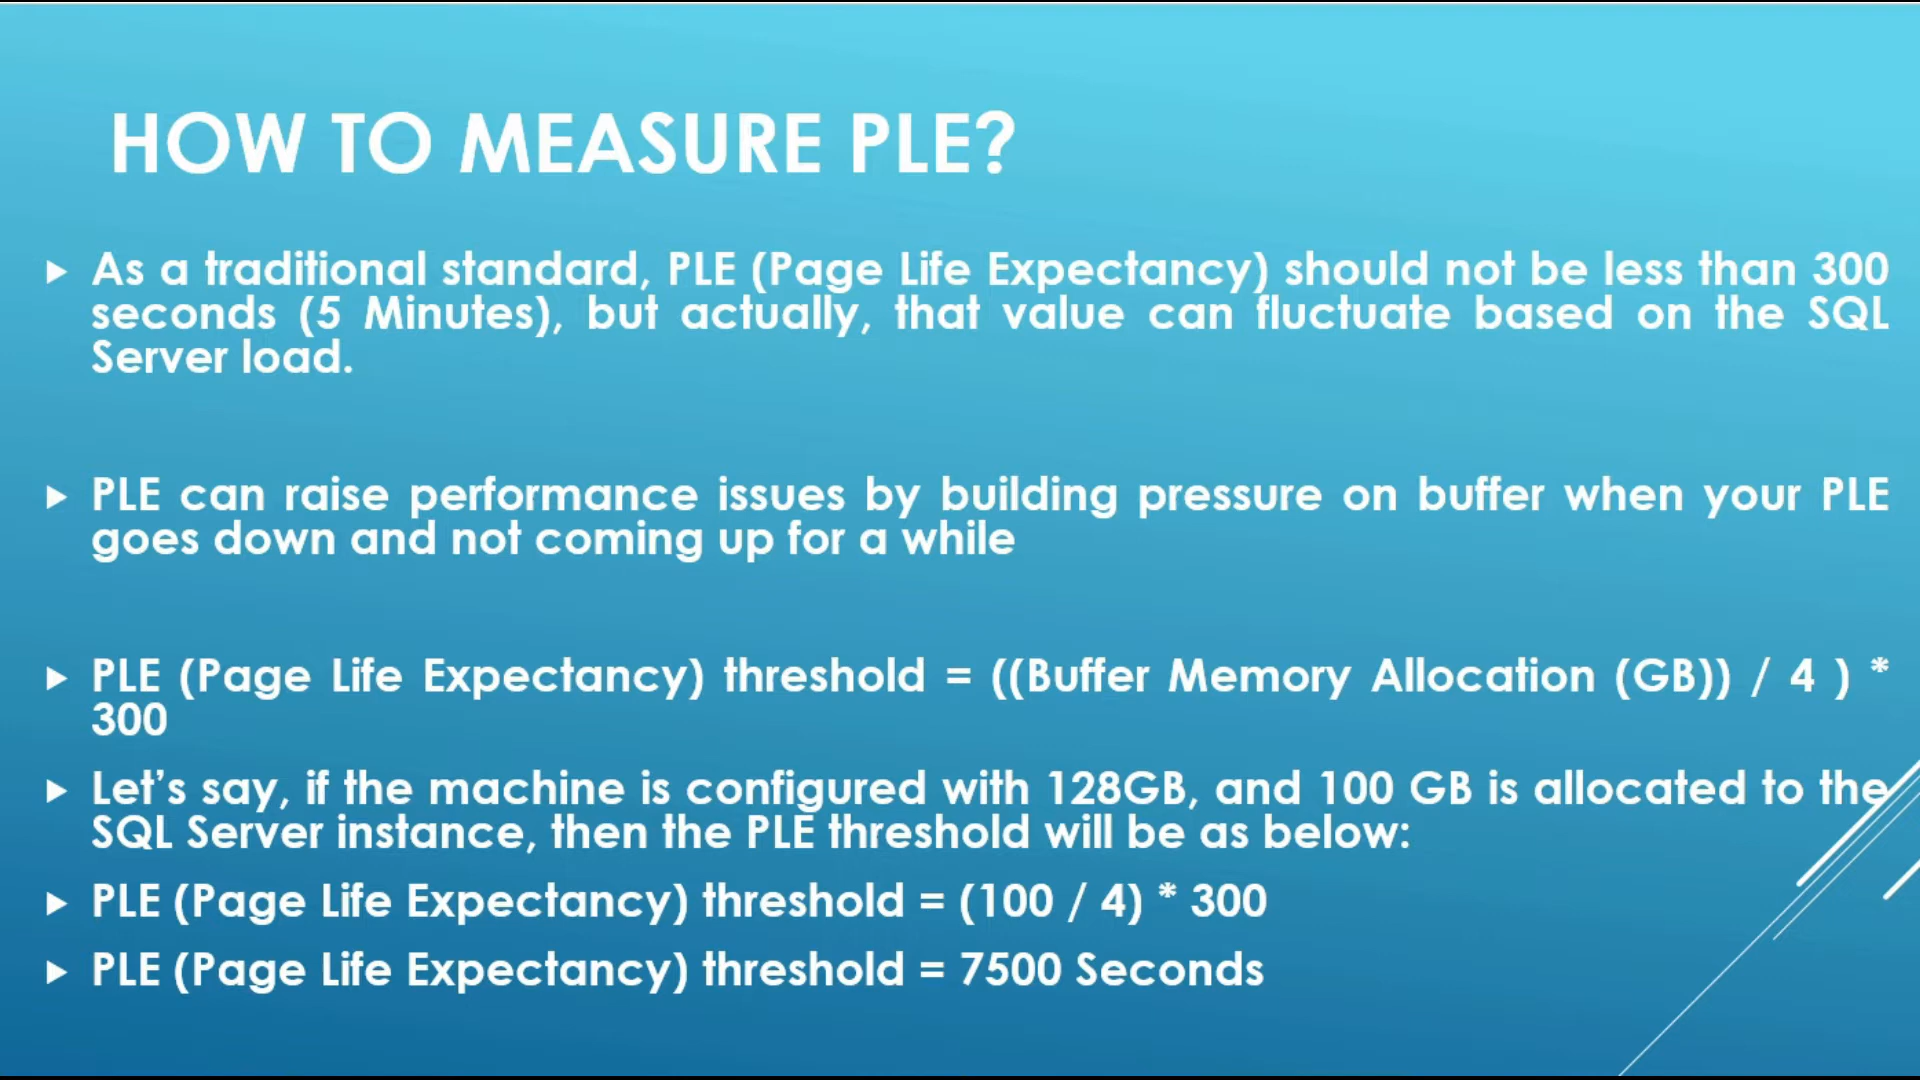 HOW TO MEASURE PLE?
As a traditional standard, PLE (Page Life Expectancy) should not be less than 300
seconds (5 Minutes), but actually, that value can fluctuate based on the SQL
Server load.
PLE can raise performance issues by building pressure on buffer when your PLE
goes down and not coming up for a while
PLE (Page Life Expectancy) threshold = ((Buffer Memory Allocation (GB)) / 4 ) *
300
Let’s say, if the machine is configured with 128GB, and 100 GB is allocated to the
SQL Server instance, then the PLE threshold will be as below:
PLE (Page Life Expectancy) threshold = (100 / 4) * 300
PLE (Page Life Expectancy) threshold = 7500 Seconds